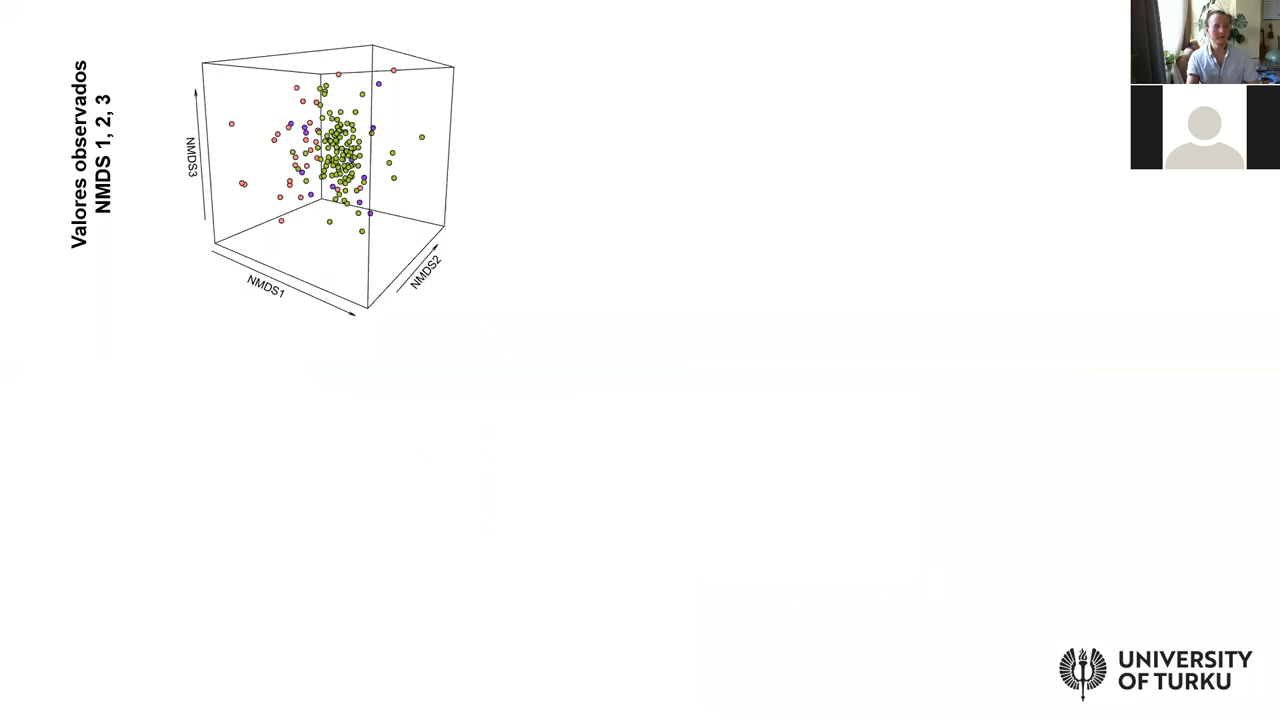 Valores observados
NMDS 1, 2, 3
NMDS3
NMDS1
NMDS2
UNIVERSITY
OF TURKU